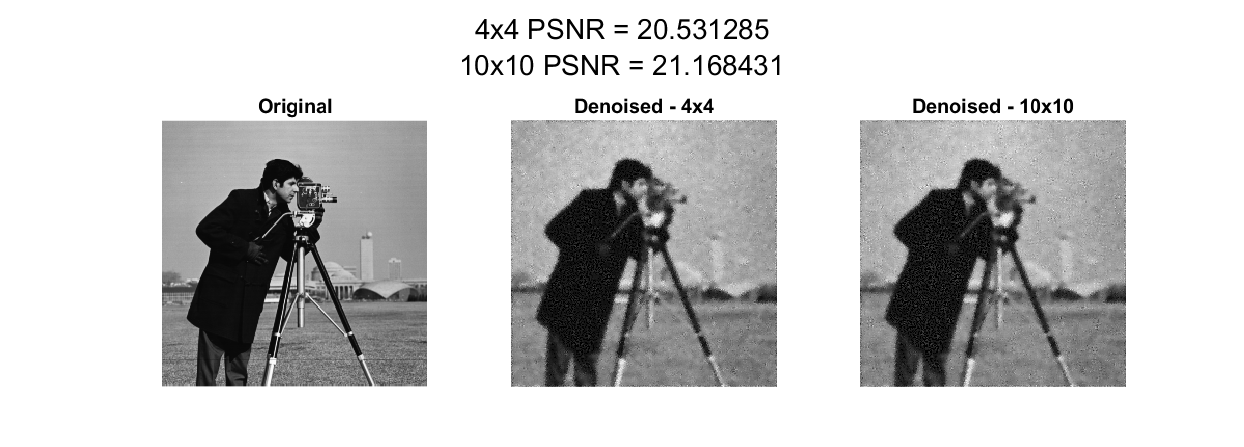 4x4 PSNR = 20.531285
10x10 PSNR = 21.168431
Original
Denoised - 4x4
Denoised - 10x10